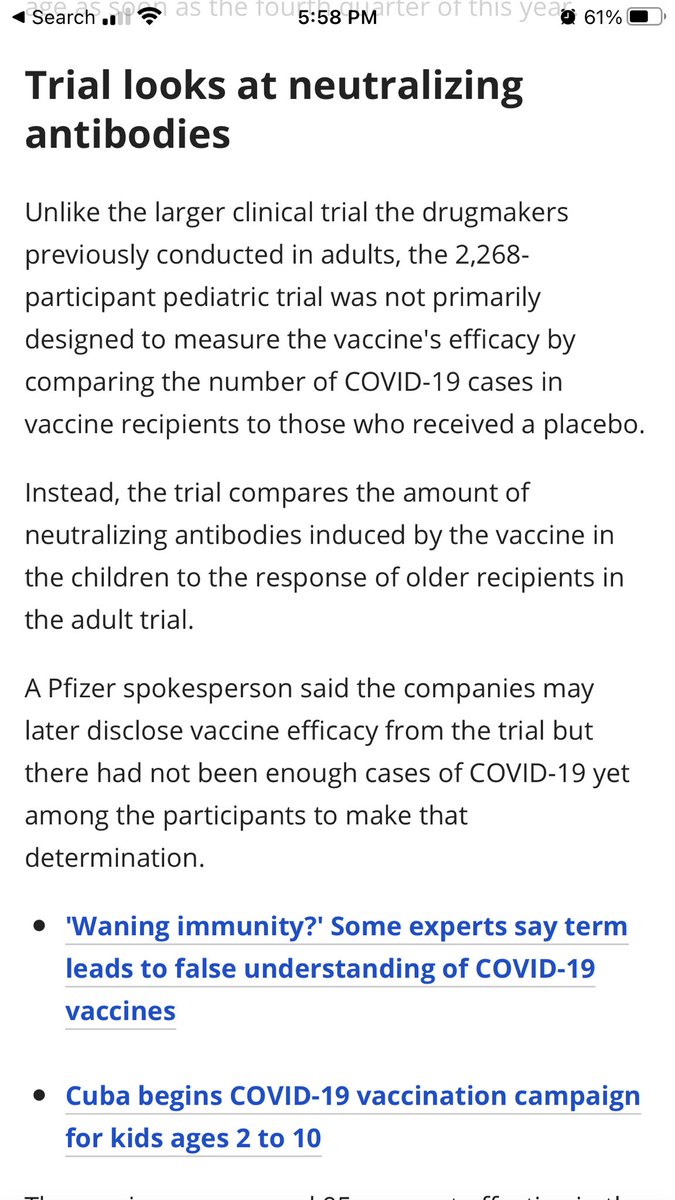 age as soon as the fourth quarter of this year
Search 5:58 PM 61%
Trial looks at neutralizing
antibodies
Unlike the larger clinical trial the drugmakers
previously conducted in adults, the 2,268-
participant pediatric trial was not primarily
designed to measure the vaccine's efficacy by
comparing the number of COVID-19 cases in
vaccine recipients to those who received a placebo.
Instead, the trial compares the amount of
neutralizing antibodies induced by the vaccine in
the children to the response of older recipients in
the adult trial.
A Pfizer spokesperson said the companies may
later disclose vaccine efficacy from the trial but
there had not been enough cases of COVID-19 yet
among the participants to make that
determination.
'Waning immunity?' Some experts say term
leads to false understanding of COVID-19
vaccines
Cuba begins COVID-19 vaccination campaign
for kids ages 2 to 10